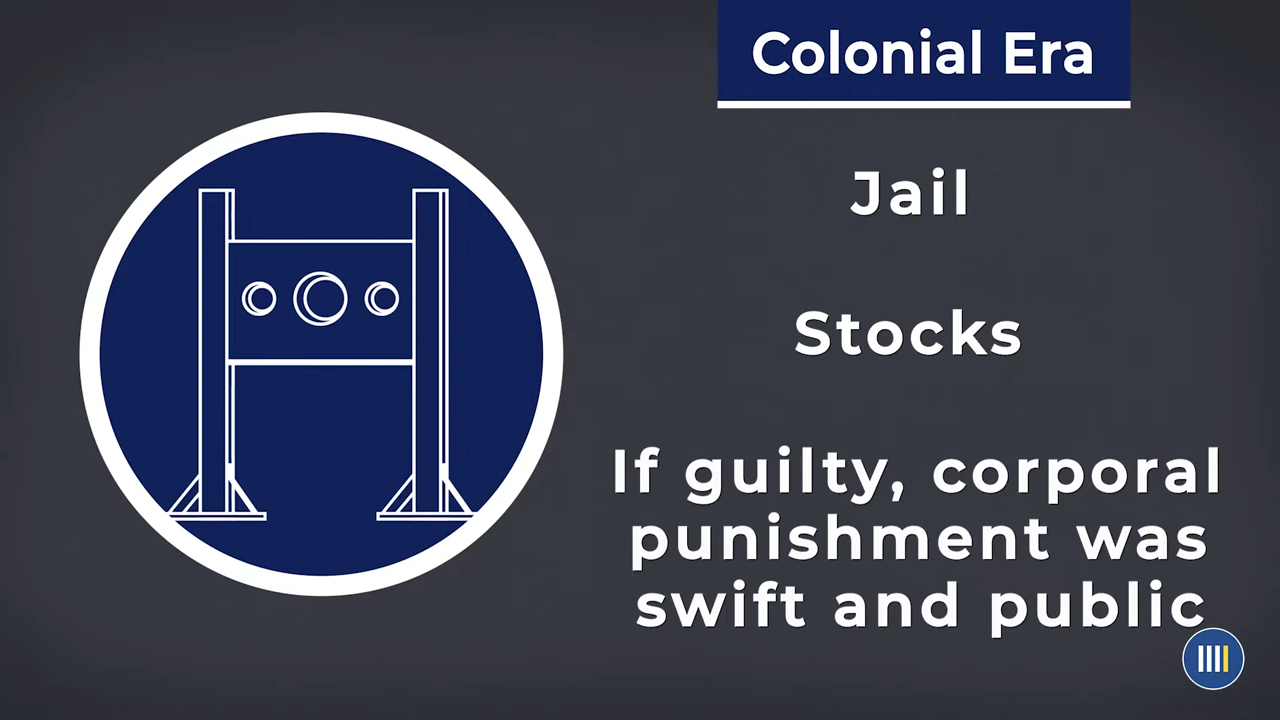 Colonial Era
Jail
Stocks
If guilty, corporal
punishment was
swift and public